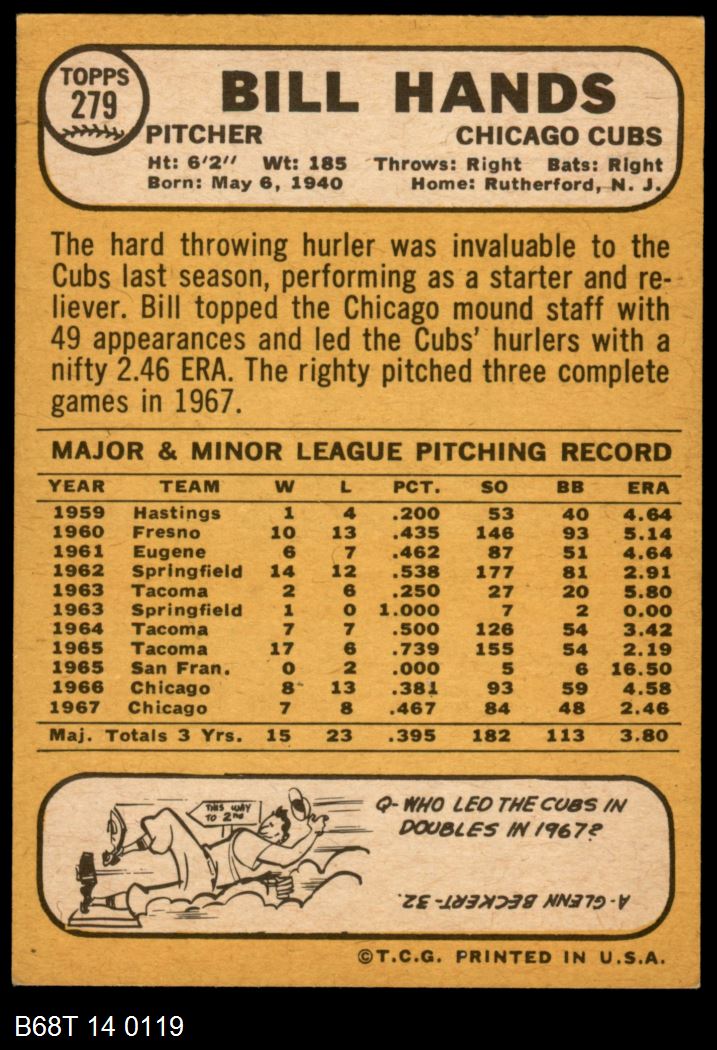 TOPPS
279
BILL HANDS
PITCHER CHICAGO CUBS
Ht: 6'2" Wt: 185 Throws: Right Bats: Right
Born: May 6, 1940 Home: Rutherford, N. J.
The hard throwing hurler was invaluable to the
Cubs last season, performing as a starter and re-
liever. Bill topped the Chicago mound staff with
49 appearances and led the Cubs' hurlers with a
nifty 2.46 ERA. The righty pitched three complete
games in 1967.
MAJOR & MINOR LEAGUE PITCHING RECORD
YEAR TEAM W L PCT. SO BB ERA
1959 Hastings 1 4 .200 53 40 4.64
1960 Fresno 10 13 .435 146 93 5.14
1961 Eugene 6 7 .462 87 51 4.64
1962 Springfield 14 12 .538 177 81 2.91
1963 Tacoma 2 6 .250 27 20 5.80
1963 Springfield 1 0 1.000 7 2 0.00
1964 Tacoma 7 7 .500 126 54 3.42
1965 Tacoma 17 6 .739 155 54 2.19
1965 San Fran. 0 2 .000 5 6 16.50
1966 Chicago 8 13 .381 93 59 4.58
1967 Chicago 7 8 .467 84 48 2.46
Maj. Totals 3 Yrs. 15 23 .395 182 113 3.80
THIS WAY
TO 2ND
Q- WHO LED THE CUBS IN
DOUBLES IN 1967?
A- GLENN BECKERT-32.
©T.C.G. PRINTED IN U.S.A.
B68T 14 0119